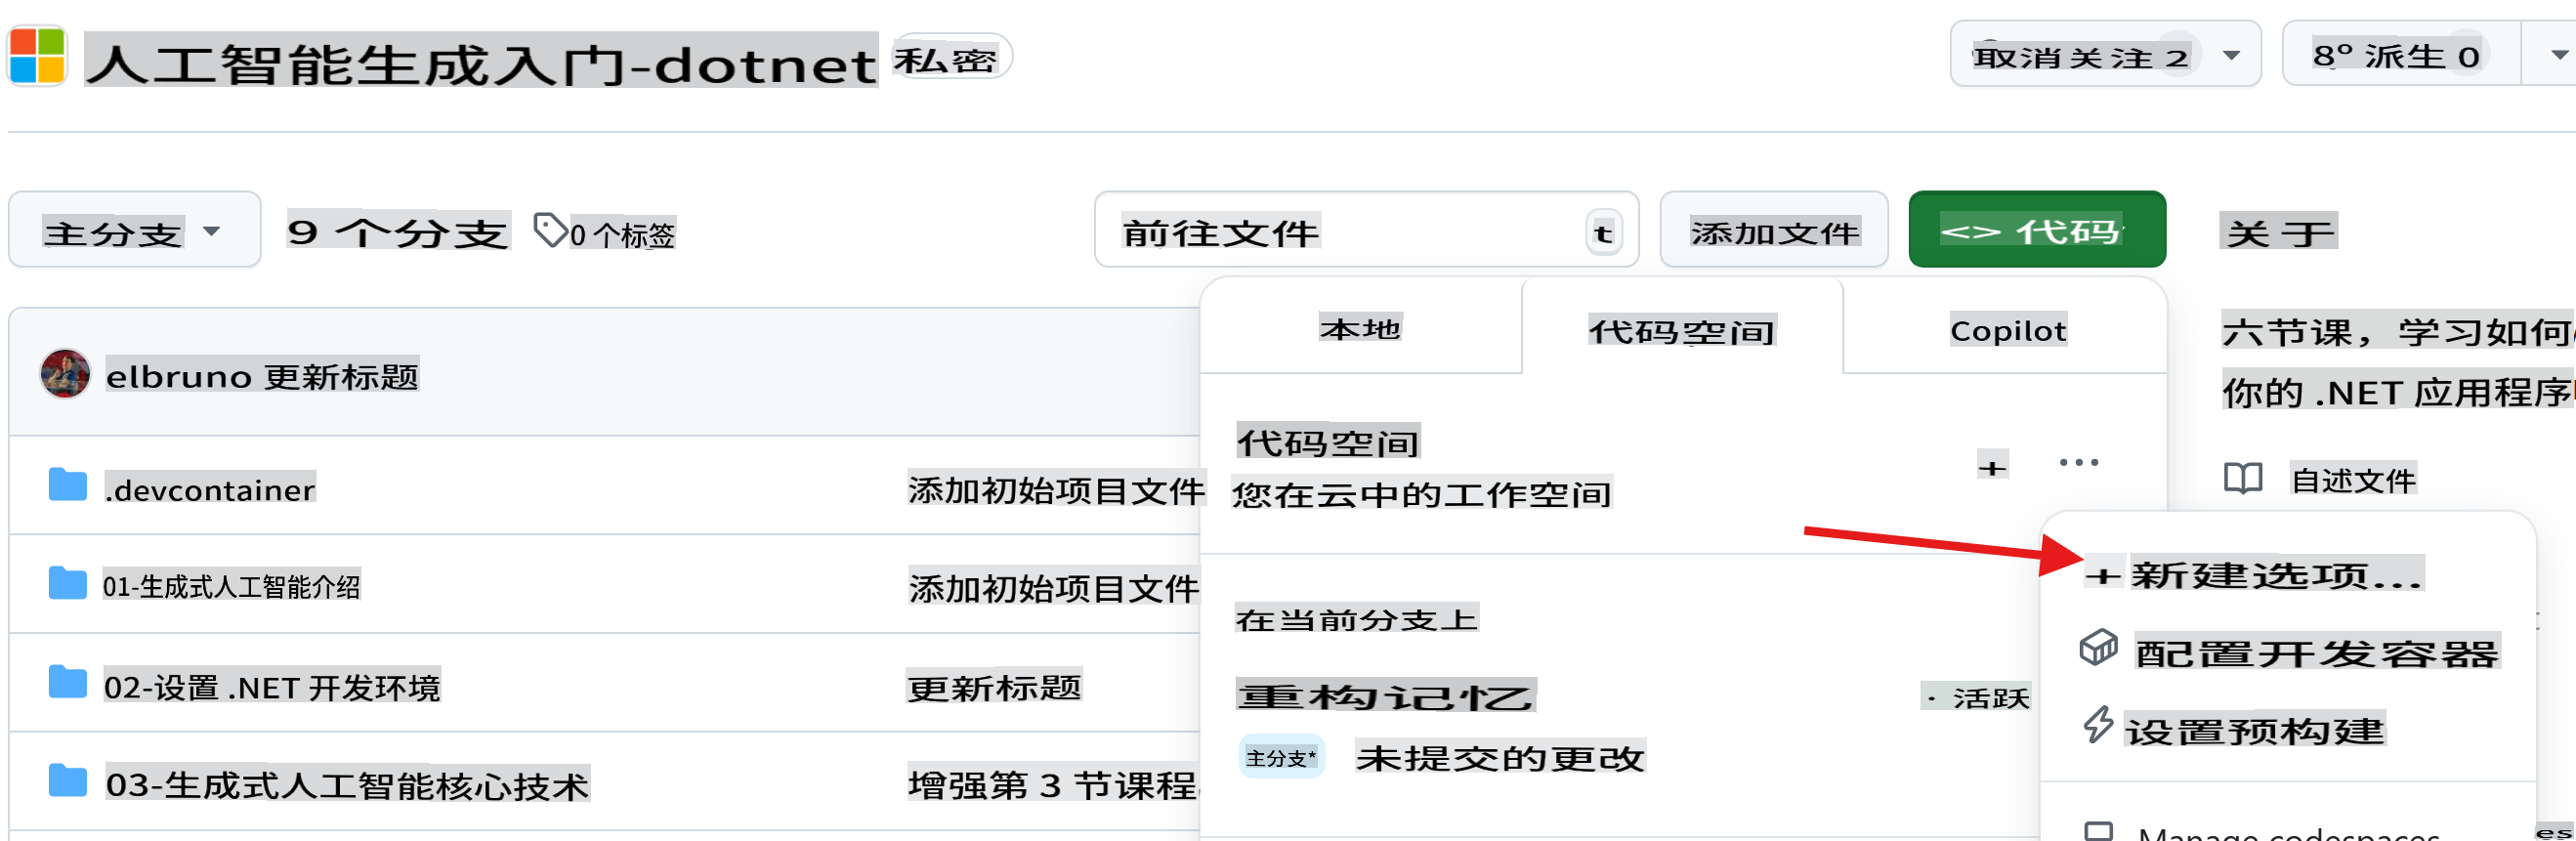 人工智能生成入门-dotnet 私密
取消关注 2
8° 派生 0
主分支
9 个分支
0 个标签
前往文件
t
添加文件
<> 代码
关于
本地
代码空间
Copilot
六节课，学习如何
你的 .NET 应用程序
elbruno 更新标题
代码空间
您在云中的工作空间
+
...
自述文件
.devcontainer
添加初始项目文件
+ 新建选项...
01-生成式人工智能介绍
添加初始项目文件
在当前分支上
配置开发容器
02-设置 .NET 开发环境
更新标题
重构记忆
· 活跃
设置预构建
主分支*
未提交的更改
03-生成式人工智能核心技术
增强第 3 节课程
Manage codespaces
es